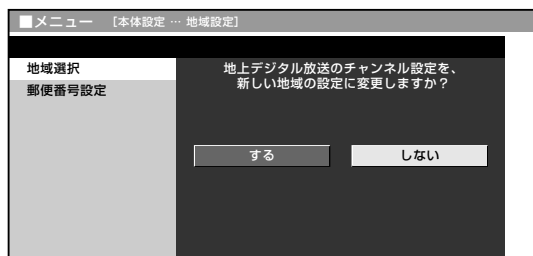 ■メニュー [本体設定 … 地域設定]
地域選択
郵便番号設定
地上デジタル放送のチャンネル設定を、
新しい地域の設定に変更しますか？
する
しない